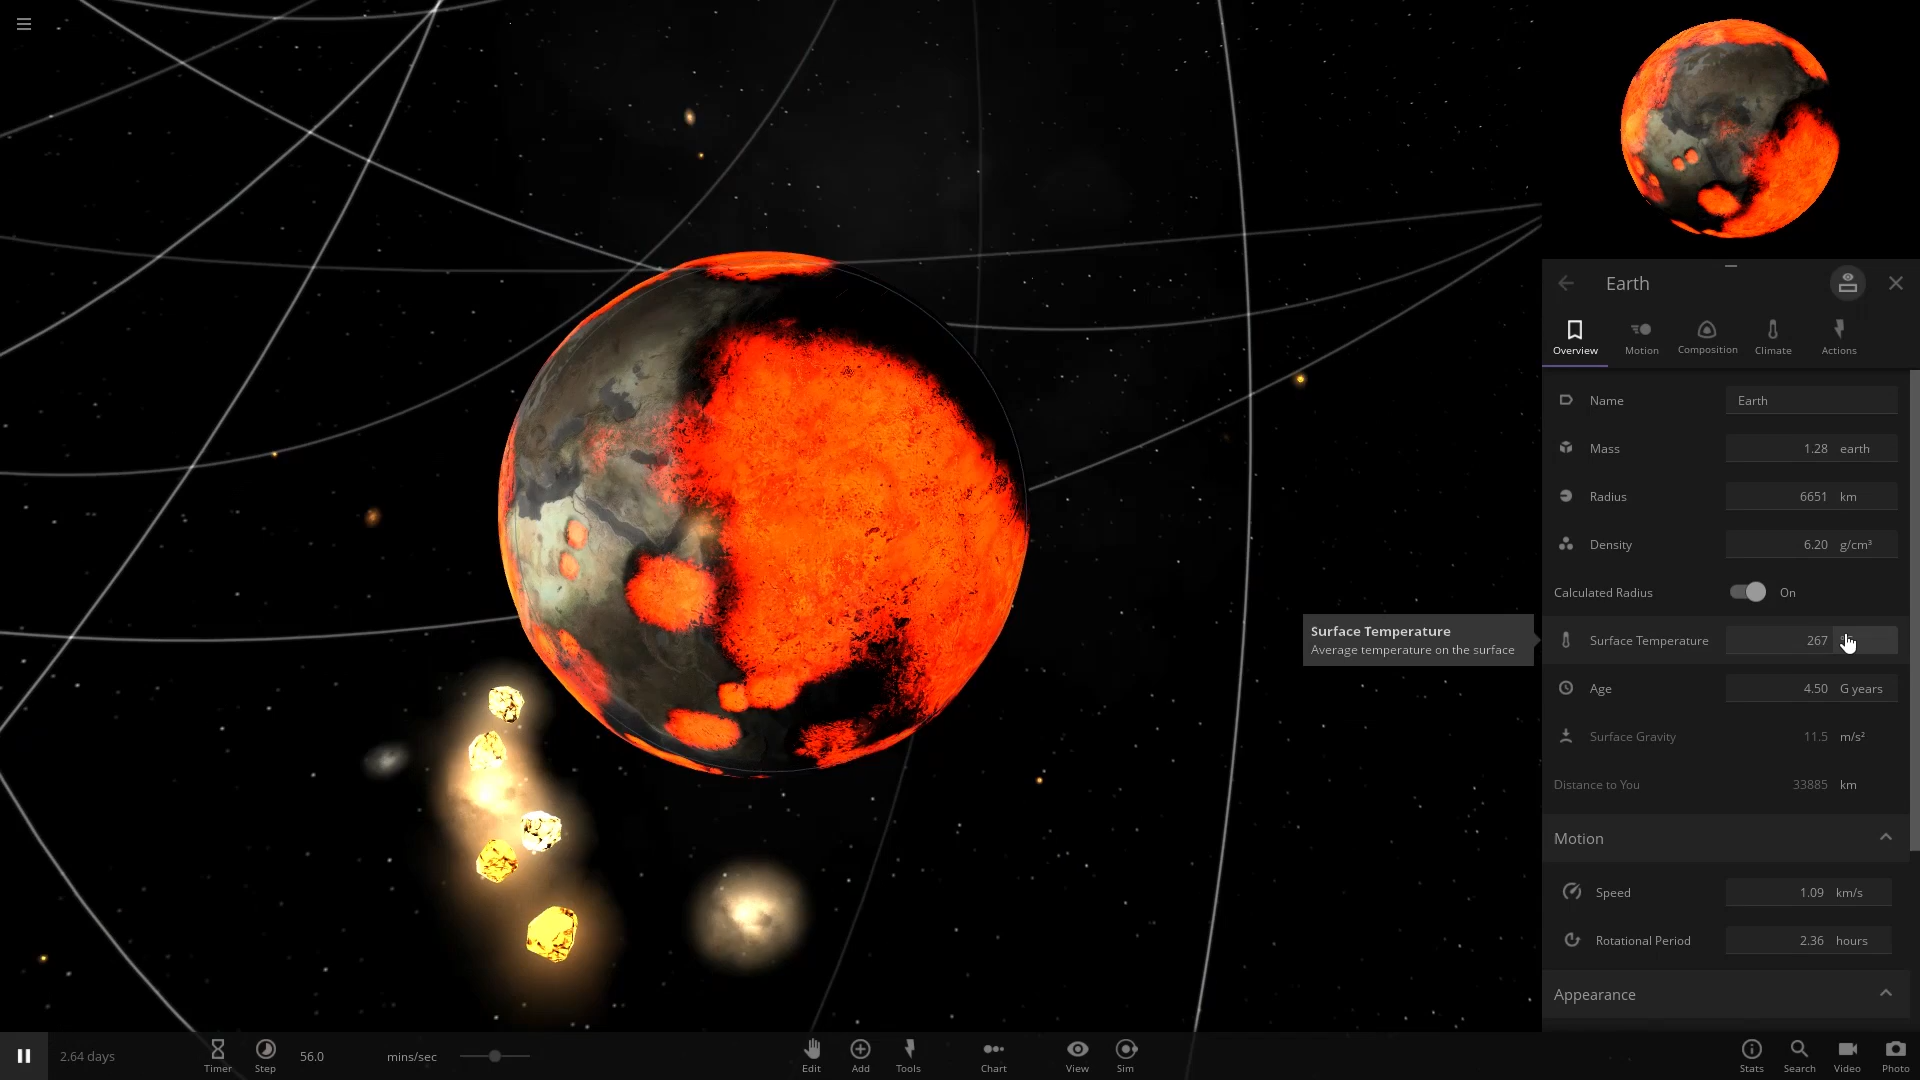 Earth
Overview
Motion
Composition
Climate
Actions
Name Earth
Mass 1.28 earth
Radius 6651 km
Density 6.20 g/cm³
Calculated Radius On
Surface Temperature
Average temperature on the surface
Surface Temperature 267
Age 4.50 G years
Surface Gravity 11.5 m/s²
Distance to You 33885 km
Motion
Speed 1.09 km/s
Rotational Period 2.36 hours
Appearance
2.64 days
Timer
Step
56.0 mins/sec
Edit
Add
Tools
Chart
View
Sim
Stats
Search
Video
Photo